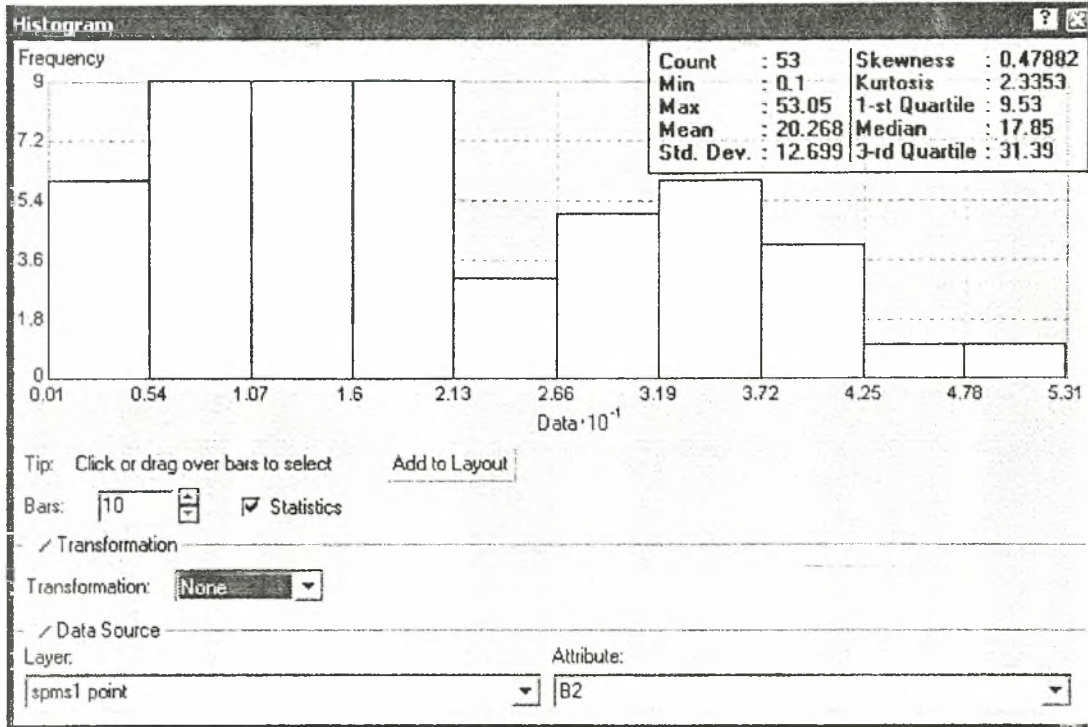 Histogram
Frequency
Count : 53 Skewness : 0.47882
Min : 0.1 Kurtosis : 2.3353
Max : 53.05 1-st Quartile : 9.53
Mean : 20.268 Median : 17.85
Std. Dev. : 12.699 3-rd Quartile : 31.39
9
7.2
5.4
3.6
1.8
0
0.01 0.54 1.07 1.6 2.13 2.66 3.19 3.72 4.25 4.78 5.31
Data·10⁻¹
Tip: Click or drag over bars to select Add to Layout
Bars: 10 Statistics
Transformation
Transformation: None
Data Source
Layer: Attribute:
spms1 point B2